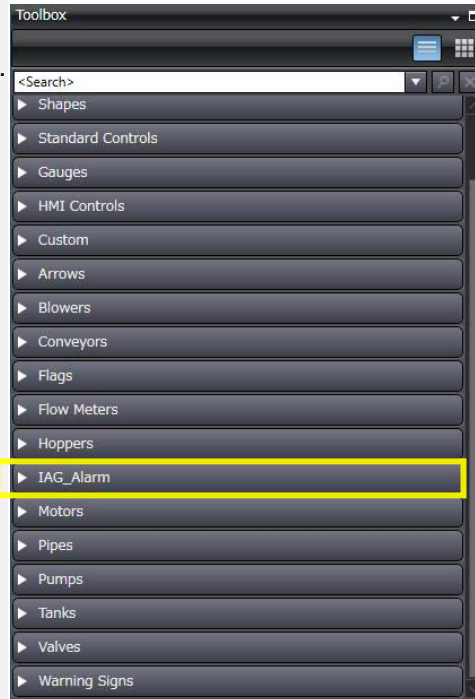 Toolbox
<Search>
Shapes
Standard Controls
Gauges
HMI Controls
Custom
Arrows
Blowers
Conveyors
Flags
Flow Meters
Hoppers
IAG_Alarm
Motors
Pipes
Pumps
Tanks
Valves
Warning Signs